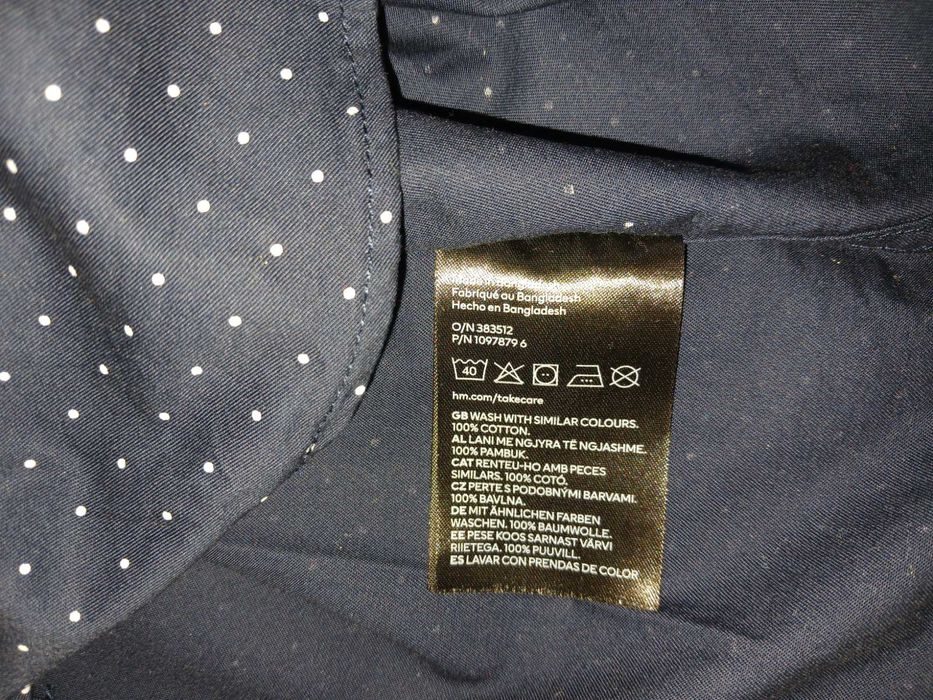 Made in Bangladesh
Fabriqué au Bangladesh
Hecho en Bangladesh
O/N 383512
P/N 1097879 6
40
hm.com/takecare
GB WASH WITH SIMILAR COLOURS.
100% COTTON.
AL LANI ME NGJYRA TË NGJASHME.
100% PAMBUK.
CAT RENTEU-HO AMB PECES
SIMILARS. 100% COTÓ.
CZ PERTE S PODOBNÝMI BARVAMI.
100% BAVLNA.
DE MIT ÄHNLICHEN FARBEN
WASCHEN. 100% BAUMWOLLE.
EE PESE KOOS SARNAST VÄRVI
RIIETEGA. 100% PUUVILL.
ES LAVAR CON PRENDAS DE COLOR